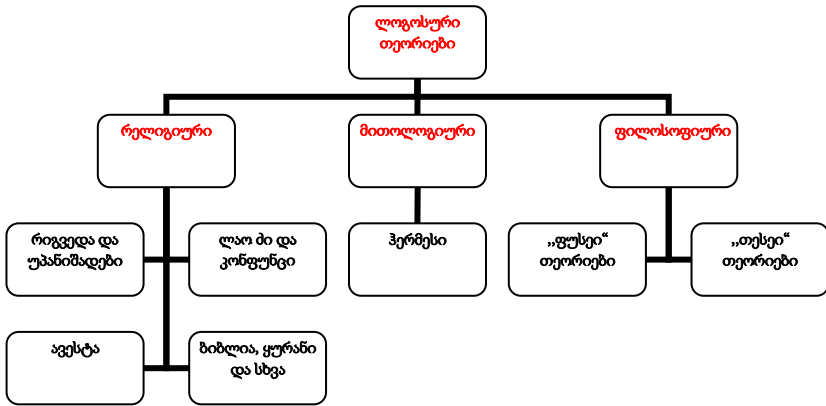 ლოგოსური
თეორიები
რელიგიური
მითოლოგიური
ფილოსოფიური
რიგვედა და
უპანიშადები
ლაო ძი და
კონფუნცი
ჰერმესი
,,ფუსეი“
თეორიები
,,თესეი“
თეორიები
ავესტა
ბიბლია, ყურანი
და სხვა